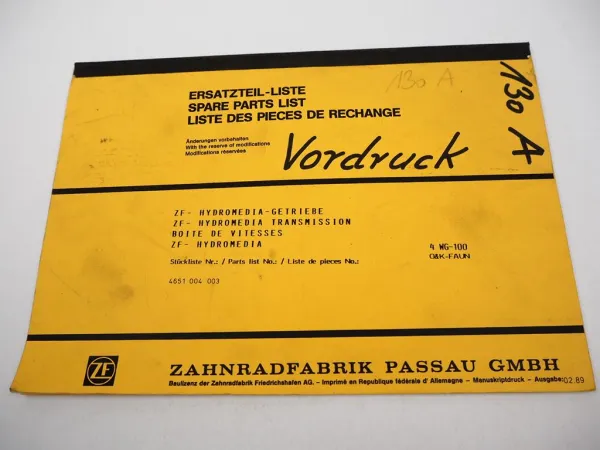 130 A
130 A
ERSATZTEIL-LISTE
SPARE PARTS LIST
LISTE DES PIECES DE RECHANGE
Änderungen vorbehalten
With the reserve of modifications
Modifications réservées
Vordruck
ZF- HYDROMEDIA-GETRIEBE
ZF- HYDROMEDIA TRANSMISSION
BOITE DE VITESSES
ZF- HYDROMEDIA
4 WG-100
O&K-FAUN
Stückliste Nr.: / Parts list No.: / Liste de pieces No.:
4651 004 003
ZF
ZAHNRADFABRIK PASSAU GMBH
Baulizenz der Zahnradfabrik Friedrichshafen AG. – Imprimé en Republique fédérale d' Allemagne – Manuskriptdruck – Ausgabe: 02.89